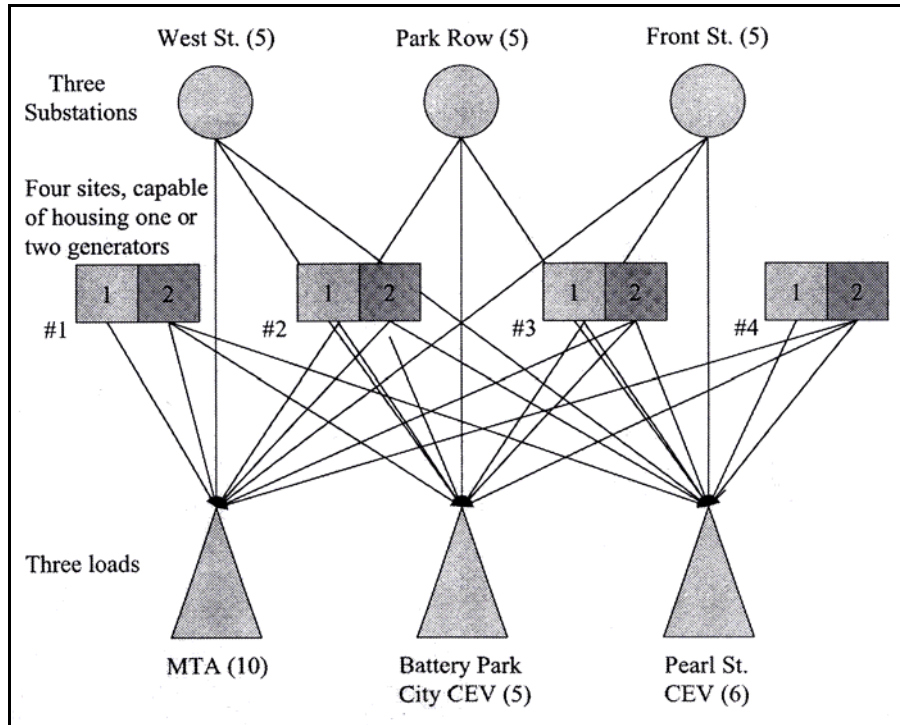 West St. (5)
Park Row (5)
Front St. (5)
Three
Substations
Four sites, capable
of housing one or
two generators
1 2
1 2
1 2
1 2
#1
#2
#3
#4
Three loads
MTA (10)
Battery Park
City CEV (5)
Pearl St.
CEV (6)